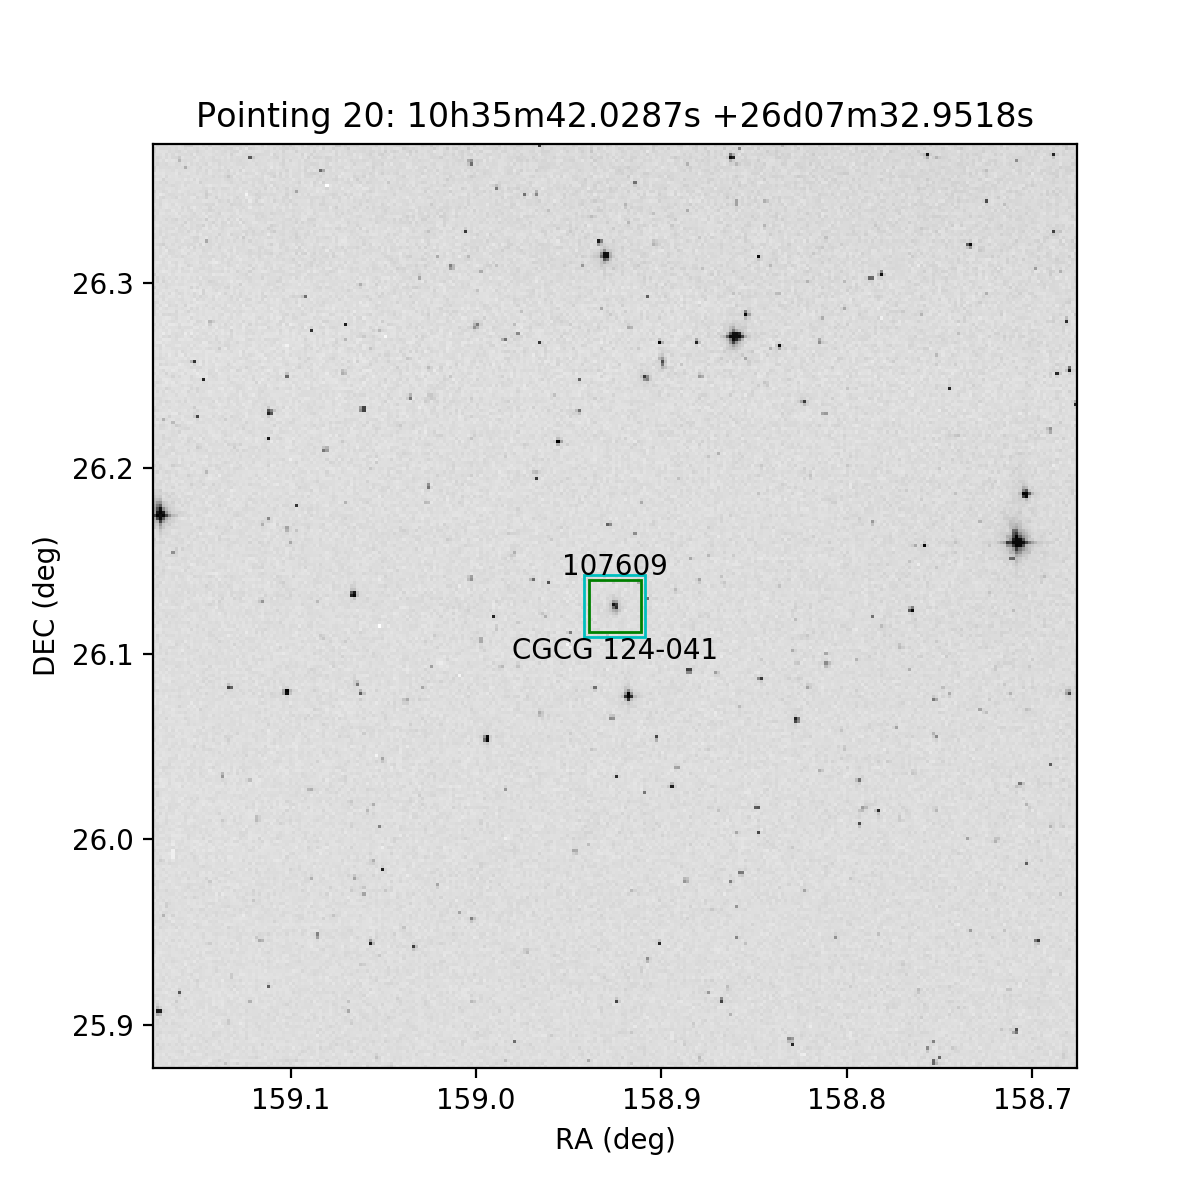 Pointing 20: 10h35m42.0287s +26d07m32.9518s
26.3
26.2
26.1
26.0
25.9
DEC (deg)
107609
CGCG 124-041
159.1 159.0 158.9 158.8 158.7
RA (deg)